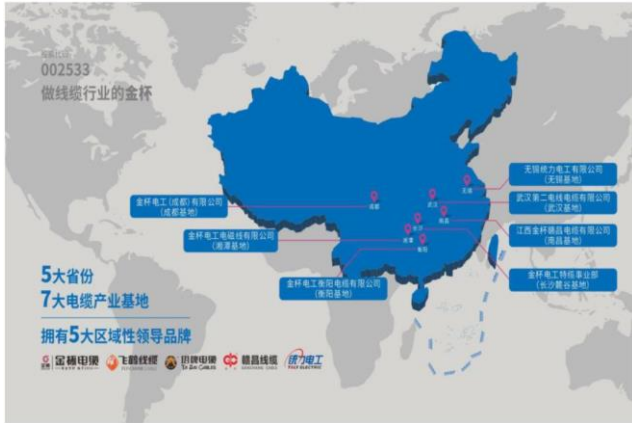 股票代码
002533
做线缆行业的金杯
无锡统力电工有限公司
(无锡基地)
武汉第二电线电缆有限公司
(武汉基地)
江西金杯赣昌电缆有限公司
(南昌基地)
金杯电工特缆事业部
(长沙麓谷基地)
金杯电工(成都)有限公司
(成都基地)
金杯电工电磁线有限公司
(湘潭基地)
金杯电工衡阳电缆有限公司
(衡阳基地)
无锡
成都
武汉
南昌
长沙
湘潭
衡阳
5大省份
7大电缆产业基地
拥有5大区域性领导品牌
金杯电工
飞鹤线缆
赣昌线缆
统力电工